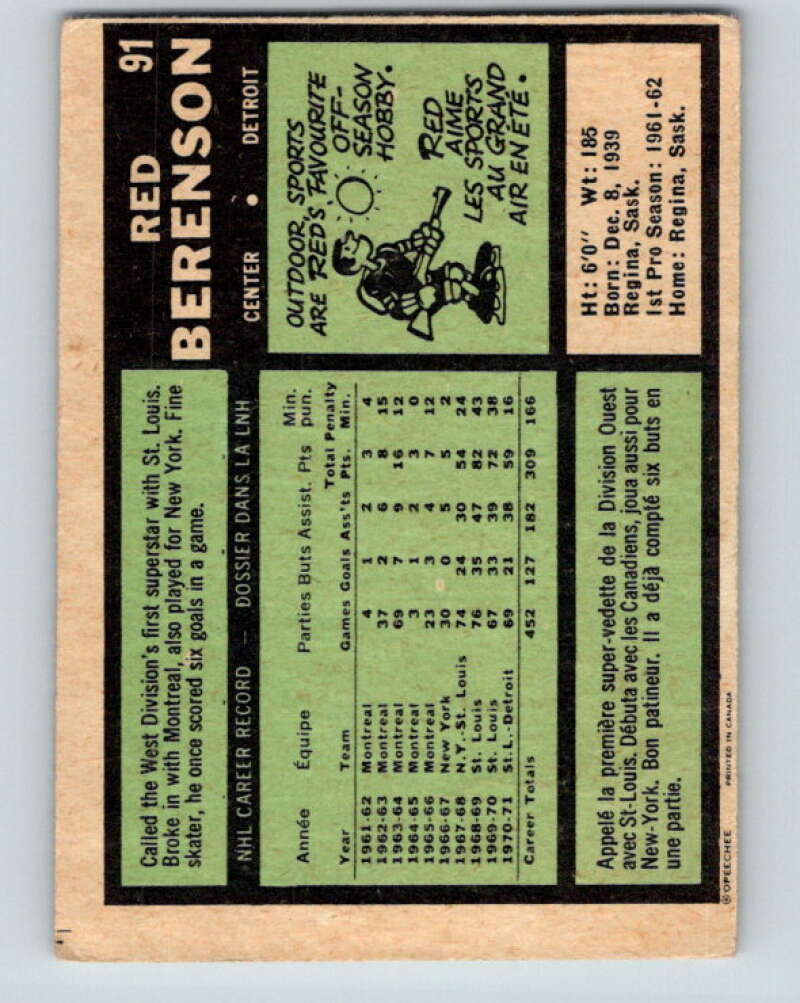 91
RED
BERENSON
CENTER • DETROIT
Called the West Division's first superstar with St. Louis.
Broke in with Montreal, also played for New York. Fine
skater, he once scored six goals in a game.
OUTDOOR SPORTS
ARE RED'S FAVOURITE
OFF-
SEASON
HOBBY.
RED
AIME
LES SPORTS
AU GRAND
AIR EN ÉTÉ.
NHL CAREER RECORD — DOSSIER DANS LA LNH
Année Équipe Parties Buts Assist. Pts Min. pun.
Year Team Games Goals Ass'ts Total Pts. Penalty Min.
1961-62 Montreal 4 1 2 3 4
1962-63 Montreal 37 2 6 8 15
1963-64 Montreal 69 7 9 16 12
1964-65 Montreal 3 1 2 3 0
1965-66 Montreal 23 3 4 7 12
1966-67 New York 30 0 5 5 2
1967-68 N.Y.-St. Louis 74 24 30 54 24
1968-69 St. Louis 76 35 47 82 43
1969-70 St. Louis 67 33 39 72 38
1970-71 St.L.-Detroit 69 21 38 59 16
Career Totals 452 127 182 309 166
Ht: 6'0" Wt: 185
Born: Dec. 8, 1939
Regina, Sask.
1st Pro Season: 1961-62
Home: Regina, Sask.
Appelé la première super-vedette de la Division Ouest
avec St-Louis. Débuta avec les Canadiens, joua aussi pour
New-York. Bon patineur. Il a déjà compté six buts en
une partie.
© OPEECHEE PRINTED IN CANADA